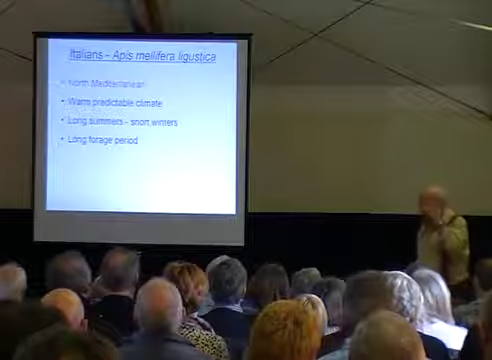 Italians - Apis mellifera ligustica
• North Mediterranean
• Warm predictable climate
• Long summers - short winters
• Long forage period